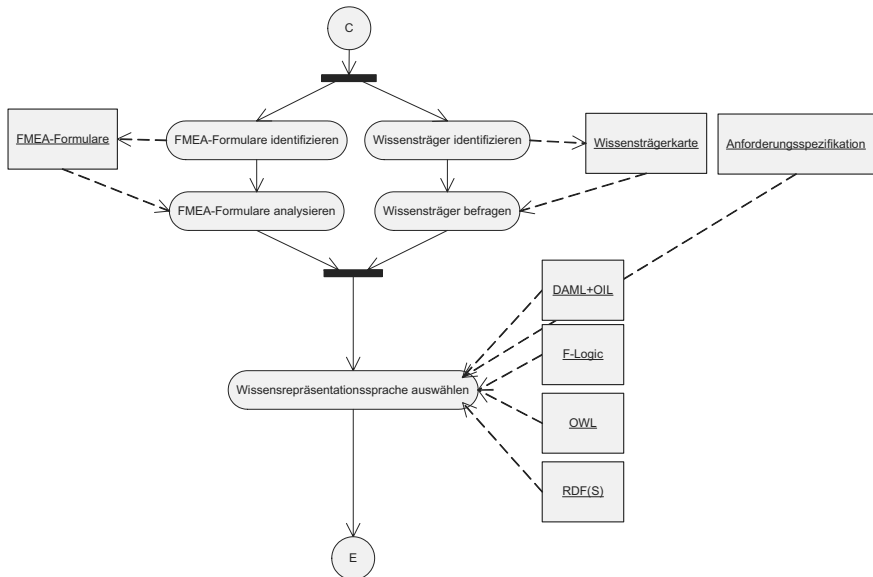 C
FMEA-Formulare
FMEA-Formulare identifizieren
Wissensträger identifizieren
Wissensträgerkarte
Anforderungsspezifikation
FMEA-Formulare analysieren
Wissensträger befragen
DAML+OIL
F-Logic
Wissensrepräsentationssprache auswählen
OWL
RDF(S)
E